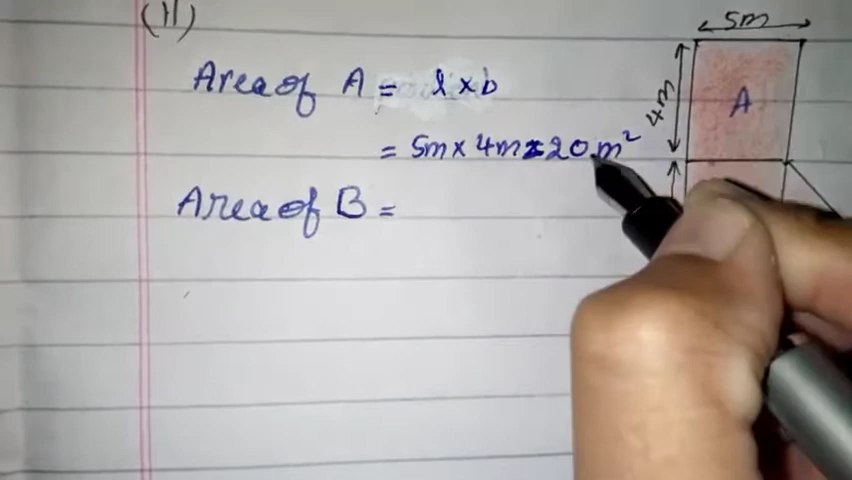 (II)
5m
Area of A = l × b
4m
A
= 5m × 4m = 20 m²
Area of B =